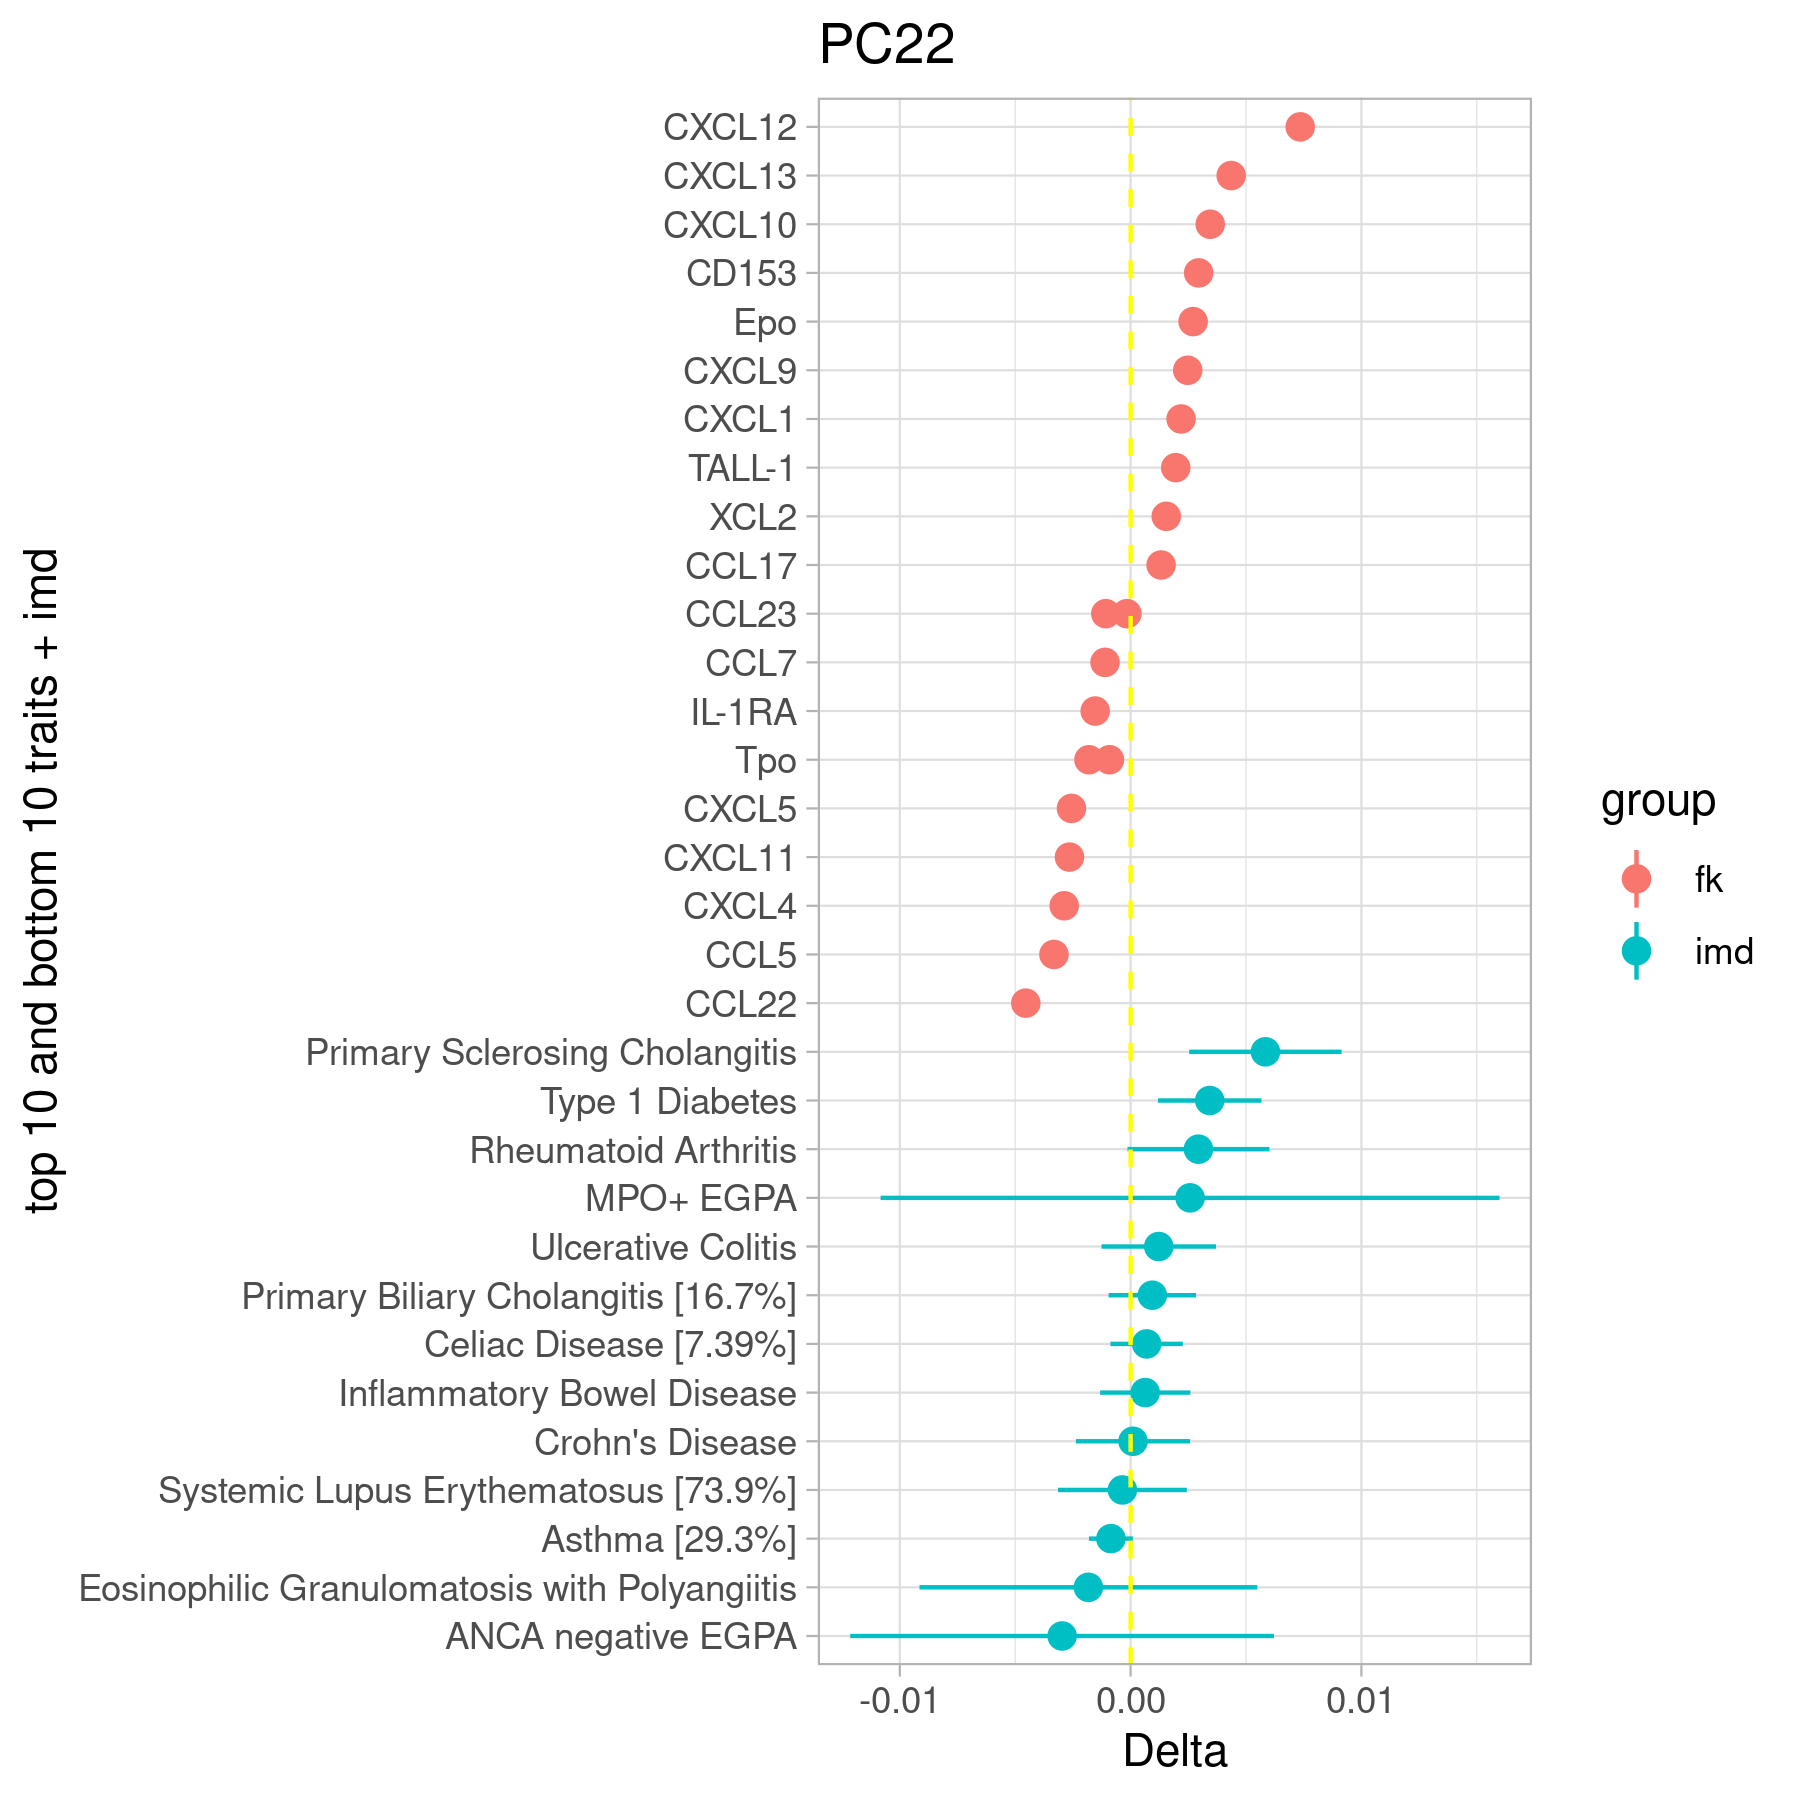 PC22
top 10 and bottom 10 traits + imd
CXCL12
CXCL13
CXCL10
CD153
Epo
CXCL9
CXCL1
TALL-1
XCL2
CCL17
CCL23
CCL7
IL-1RA
Tpo
CXCL5
CXCL11
CXCL4
CCL5
CCL22
Primary Sclerosing Cholangitis
Type 1 Diabetes
Rheumatoid Arthritis
MPO+ EGPA
Ulcerative Colitis
Primary Biliary Cholangitis [16.7%]
Celiac Disease [7.39%]
Inflammatory Bowel Disease
Crohn's Disease
Systemic Lupus Erythematosus [73.9%]
Asthma [29.3%]
Eosinophilic Granulomatosis with Polyangiitis
ANCA negative EGPA
-0.01 0.00 0.01
Delta
group
fk
imd